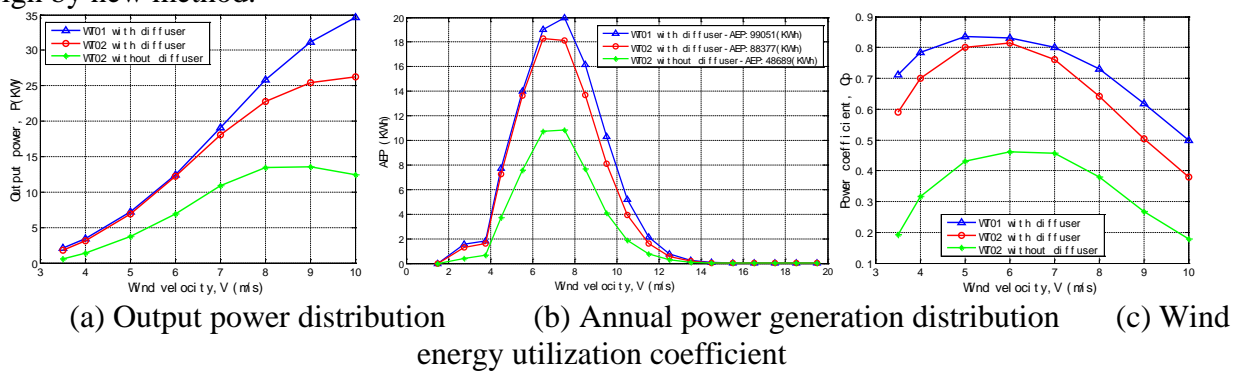 ign by new method.
35
30
25
20
15
10
5
0
3 4 5 6 7 8 9 10
Output power, P(KW)
Wind velocity, V (m/s)
WT01 with diffuser
WT02 with diffuser
WT02 without diffuser
20
18
16
14
12
10
8
6
4
2
0
0 2 4 6 8 10 12 14 16 18 20
AEP (KWh)
Wind velocity, V (m/s)
WT01 with diffuser - AEP: 99051(KWh)
WT02 with diffuser - AEP: 88377(KWh)
WT02 without diffuser - AEP: 48689(KWh)
0.9
0.8
0.7
0.6
0.5
0.4
0.3
0.2
0.1
3 4 5 6 7 8 9 10
Power coefficient, Cp
Wind velocity, V (m/s)
WT01 with diffuser
WT02 with diffuser
WT02 without diffuser
(a) Output power distribution (b) Annual power generation distribution (c) Wind
energy utilization coefficient